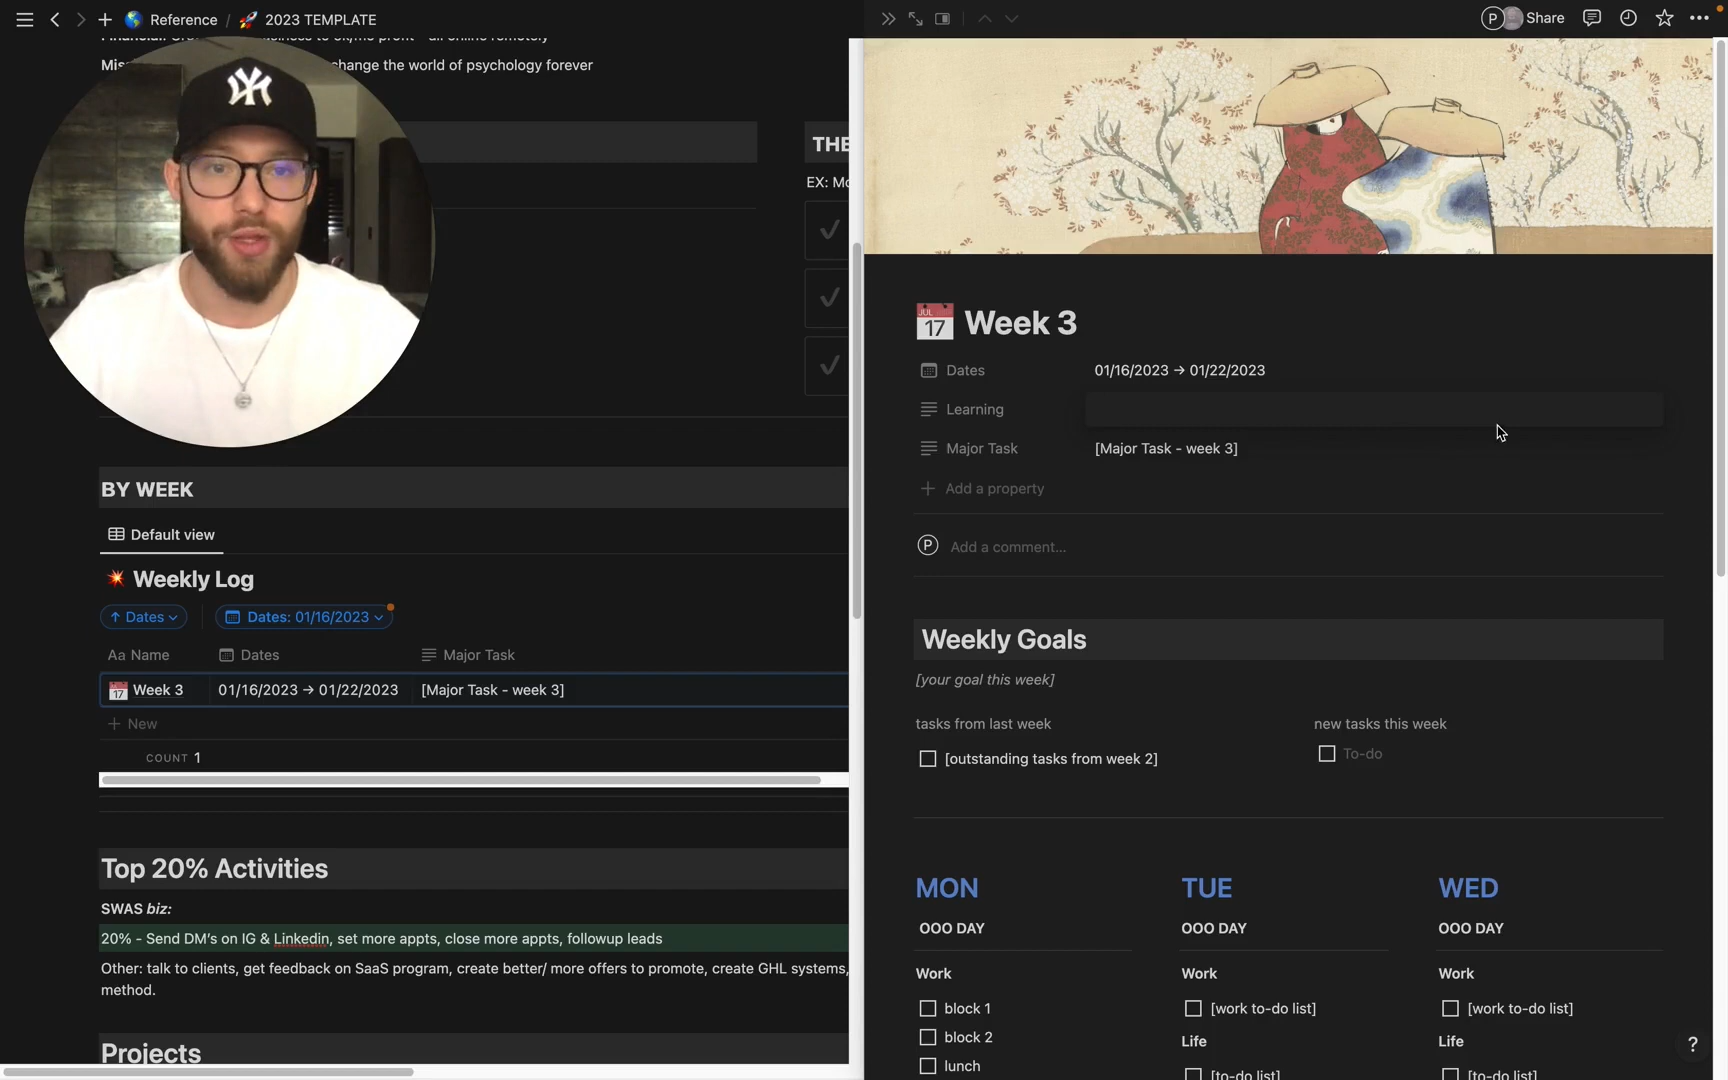 Reference / 2023 TEMPLATE
Share
change the world of psychology forever
THE
EX: Mo
BY WEEK
Default view
Weekly Log
Dates
Dates: 01/16/2023
Aa Name
Dates
Major Task
Week 3
01/16/2023 → 01/22/2023
[Major Task - week 3]
+ New
COUNT 1
Top 20% Activities
SWAS biz:
20% - Send DM's on IG & Linkedin, set more appts, close more appts, followup leads
Other: talk to clients, get feedback on SaaS program, create better/ more offers to promote, create GHL systems,
method.
Projects
JUL
17
Week 3
Dates
01/16/2023 → 01/22/2023
Learning
Major Task
[Major Task - week 3]
+ Add a property
P
Add a comment...
Weekly Goals
[your goal this week]
tasks from last week
[outstanding tasks from week 2]
new tasks this week
To-do
MON
OOO DAY
Work
block 1
block 2
lunch
TUE
OOO DAY
Work
[work to-do list]
Life
[to-do list]
WED
OOO DAY
Work
[work to-do list]
Life
[to-do list]
?